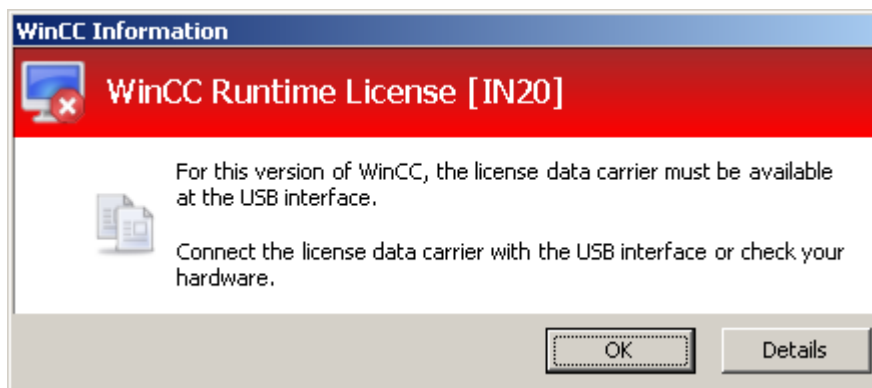 WinCC Information
WinCC Runtime License [IN20]
For this version of WinCC, the license data carrier must be available
at the USB interface.
Connect the license data carrier with the USB interface or check your
hardware.
OK
Details